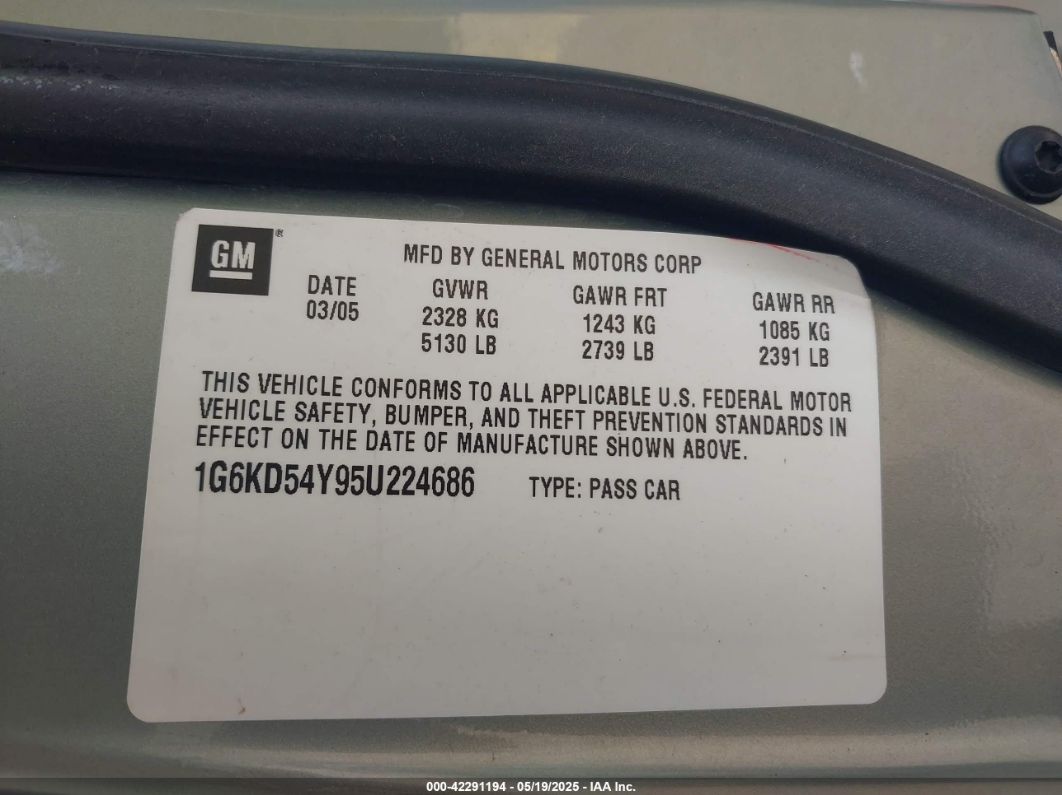 GM®
MFD BY GENERAL MOTORS CORP
DATE GVWR GAWR FRT GAWR RR
03/05 2328 KG 1243 KG 1085 KG
5130 LB 2739 LB 2391 LB
THIS VEHICLE CONFORMS TO ALL APPLICABLE U.S. FEDERAL MOTOR
VEHICLE SAFETY, BUMPER, AND THEFT PREVENTION STANDARDS IN
EFFECT ON THE DATE OF MANUFACTURE SHOWN ABOVE.
1G6KD54Y95U224686 TYPE: PASS CAR
000-42291194 - 05/19/2025 - IAA Inc.